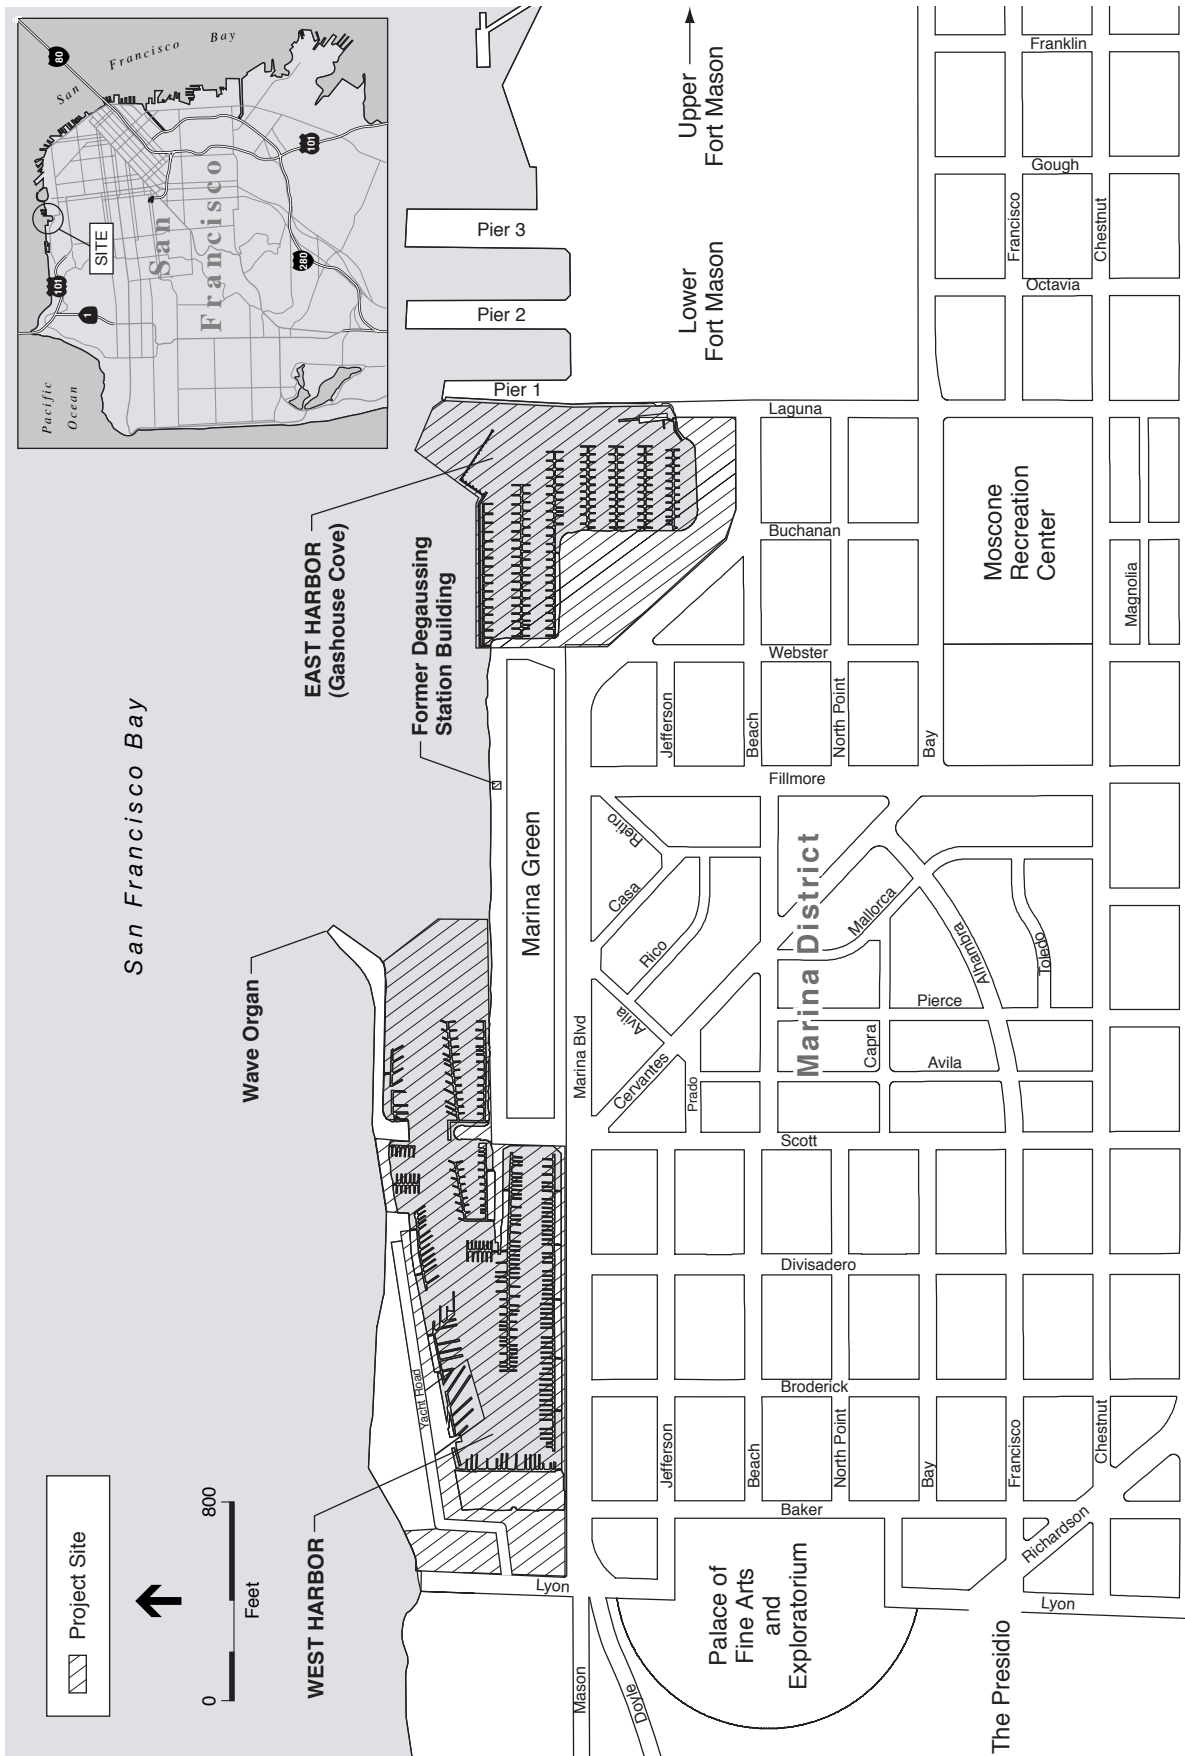 Project Site
0
800
Feet
San Francisco Bay
Pacific
Ocean
San
Francisco
Bay
SITE
San
Francisco
80
101
101
280
1
WEST HARBOR
Wave Organ
EAST HARBOR
(Gashouse Cove)
Former Degaussing
Station Building
Pier 1
Pier 2
Pier 3
Upper
Fort Mason
Lower
Fort Mason
Yacht Road
Marina Green
Marina Blvd
Mason
Doyle
Lyon
Baker
Broderick
Divisadero
Scott
Fillmore
Webster
Buchanan
Laguna
Octavia
Gough
Franklin
Palace of
Fine Arts
and
Exploratorium
The Presidio
Lyon
Richardson
Jefferson
Beach
North Point
Bay
Francisco
Chestnut
Marina District
Cervantes
Avila
Prado
Rico
Casa
Retiro
Mallorca
Alhambra
Toledo
Pierce
Capra
Avila
Jefferson
Beach
North Point
Bay
Moscone
Recreation
Center
Magnolia
Francisco
Chestnut